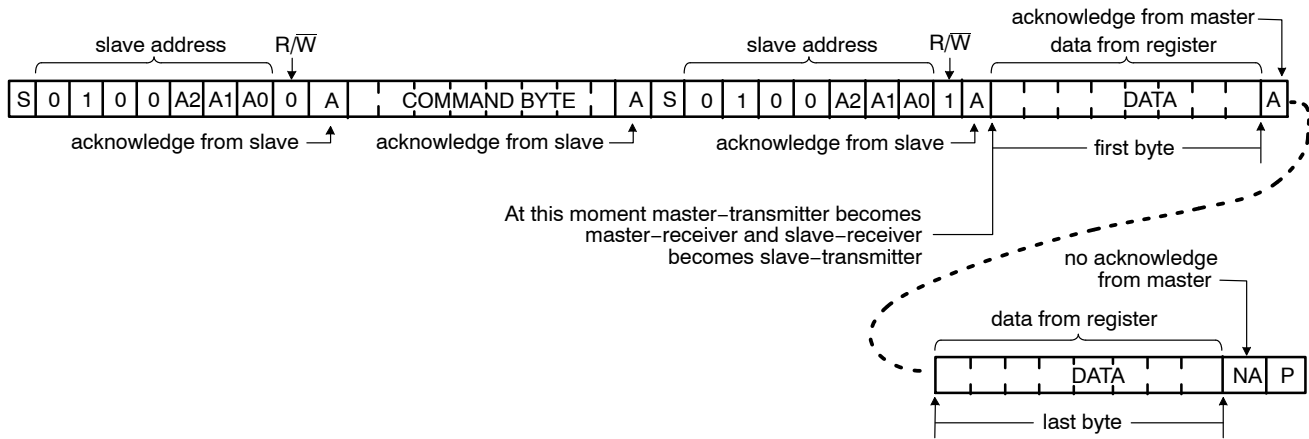 acknowledge from master
slave address
R/W̅
slave address
R/W̅
data from register
S 0 1 0 0 A2 A1 A0 0 A COMMAND BYTE A S 0 1 0 0 A2 A1 A0 1 A DATA A
acknowledge from slave
acknowledge from slave
acknowledge from slave
first byte
At this moment master−transmitter becomes
master−receiver and slave−receiver
becomes slave−transmitter
no acknowledge
from master
data from register
DATA NA P
last byte